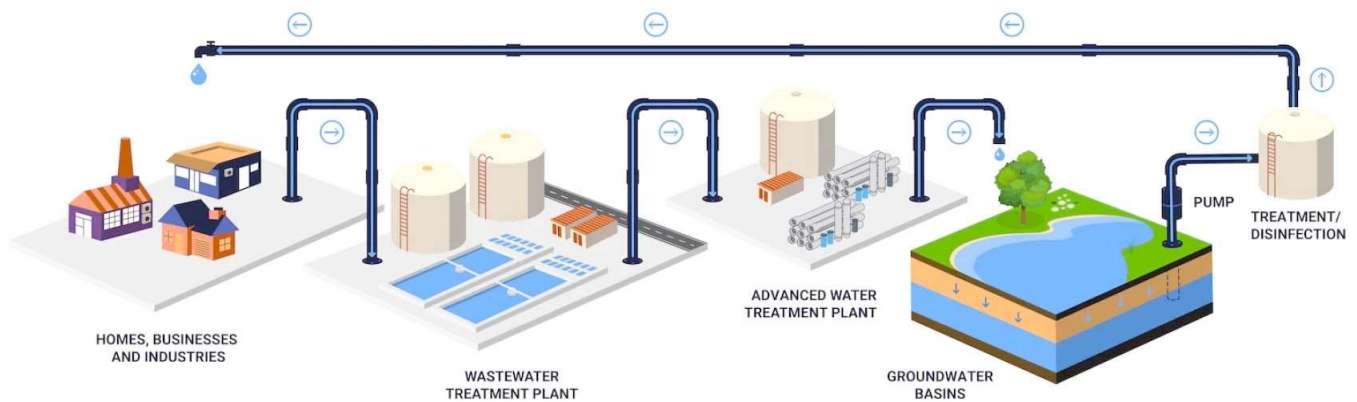 HOMES, BUSINESSES
AND INDUSTRIES
WASTEWATER
TREATMENT PLANT
ADVANCED WATER
TREATMENT PLANT
GROUNDWATER
BASINS
PUMP
TREATMENT/
DISINFECTION